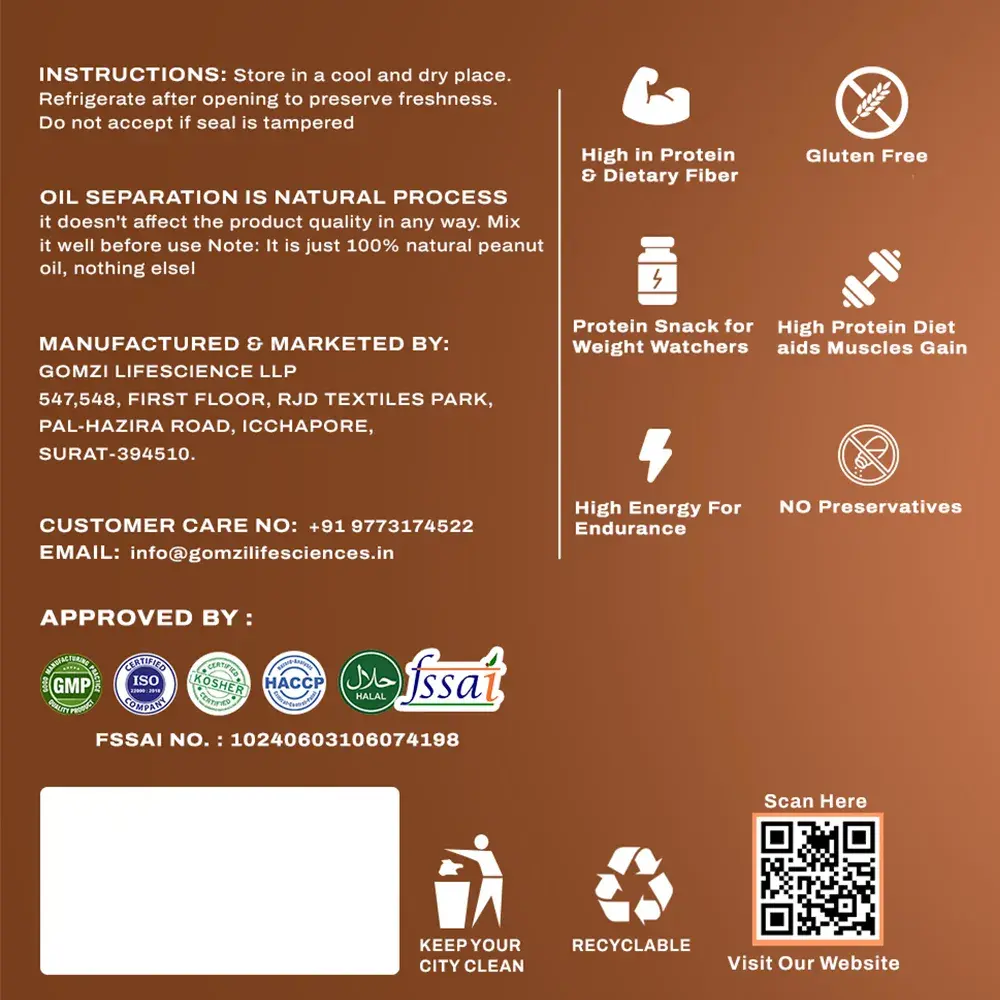 INSTRUCTIONS: Store in a cool and dry place.
Refrigerate after opening to preserve freshness.
Do not accept if seal is tampered
OIL SEPARATION IS NATURAL PROCESS
it doesn't affect the product quality in any way. Mix
it well before use Note: It is just 100% natural peanut
oil, nothing elsel
MANUFACTURED & MARKETED BY:
GOMZI LIFESCIENCE LLP
547,548, FIRST FLOOR, RJD TEXTILES PARK,
PAL-HAZIRA ROAD, ICCHAPORE,
SURAT-394510.
CUSTOMER CARE NO: +91 9773174522
EMAIL: info@gomzilifesciences.in
High in Protein
& Dietary Fiber
Gluten Free
Protein Snack for
Weight Watchers
High Protein Diet
aids Muscles Gain
High Energy For
Endurance
NO Preservatives
APPROVED BY :
GOOD MANUFACTURING PRACTICE
GMP
QUALITY PRODUCT
CERTIFIED
ISO
22000 : 2018
COMPANY
CERTIFIED
KOSHER
CERTIFIED
HACCP
حلال
HALAL
fssai
FSSAI NO. : 10240603106074198
KEEP YOUR
CITY CLEAN
RECYCLABLE
Scan Here
Visit Our Website